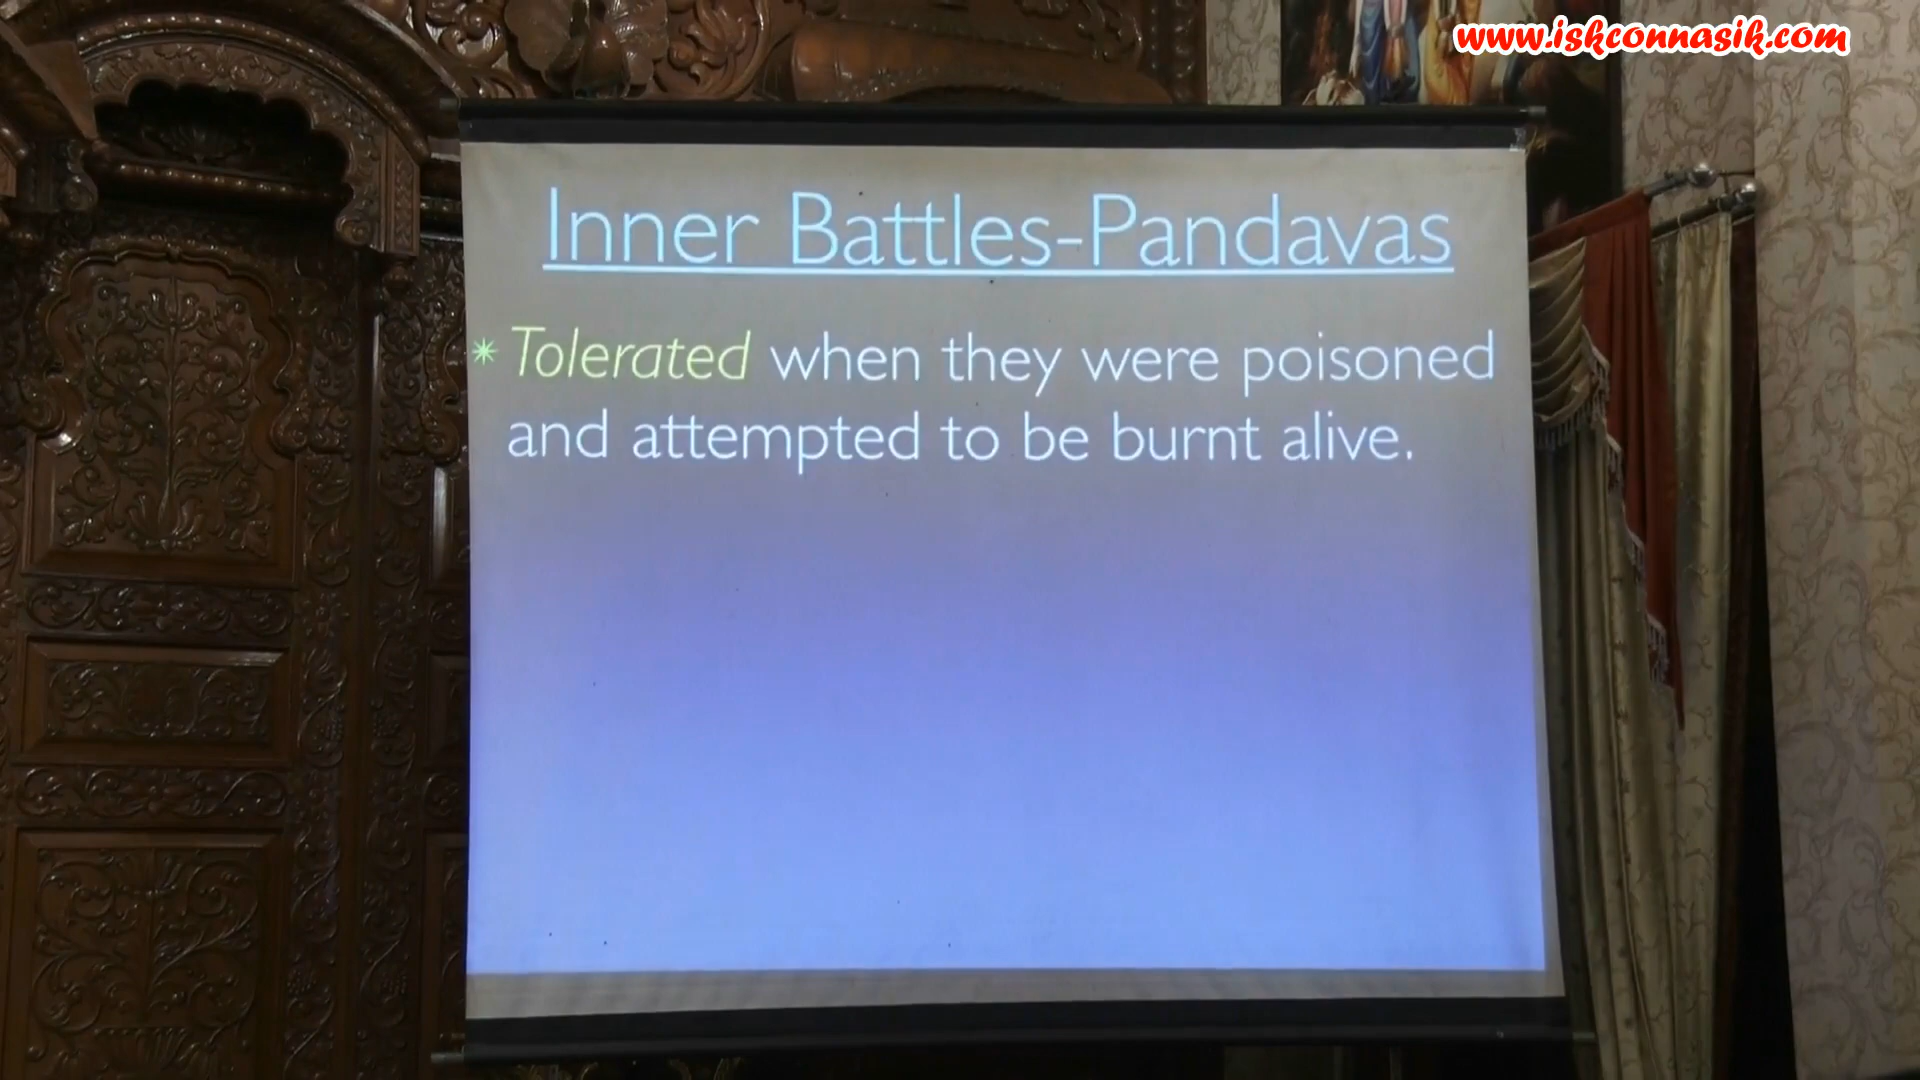 www.iskconnasik.com
Inner Battles-Pandavas
* Tolerated when they were poisoned
and attempted to be burnt alive.